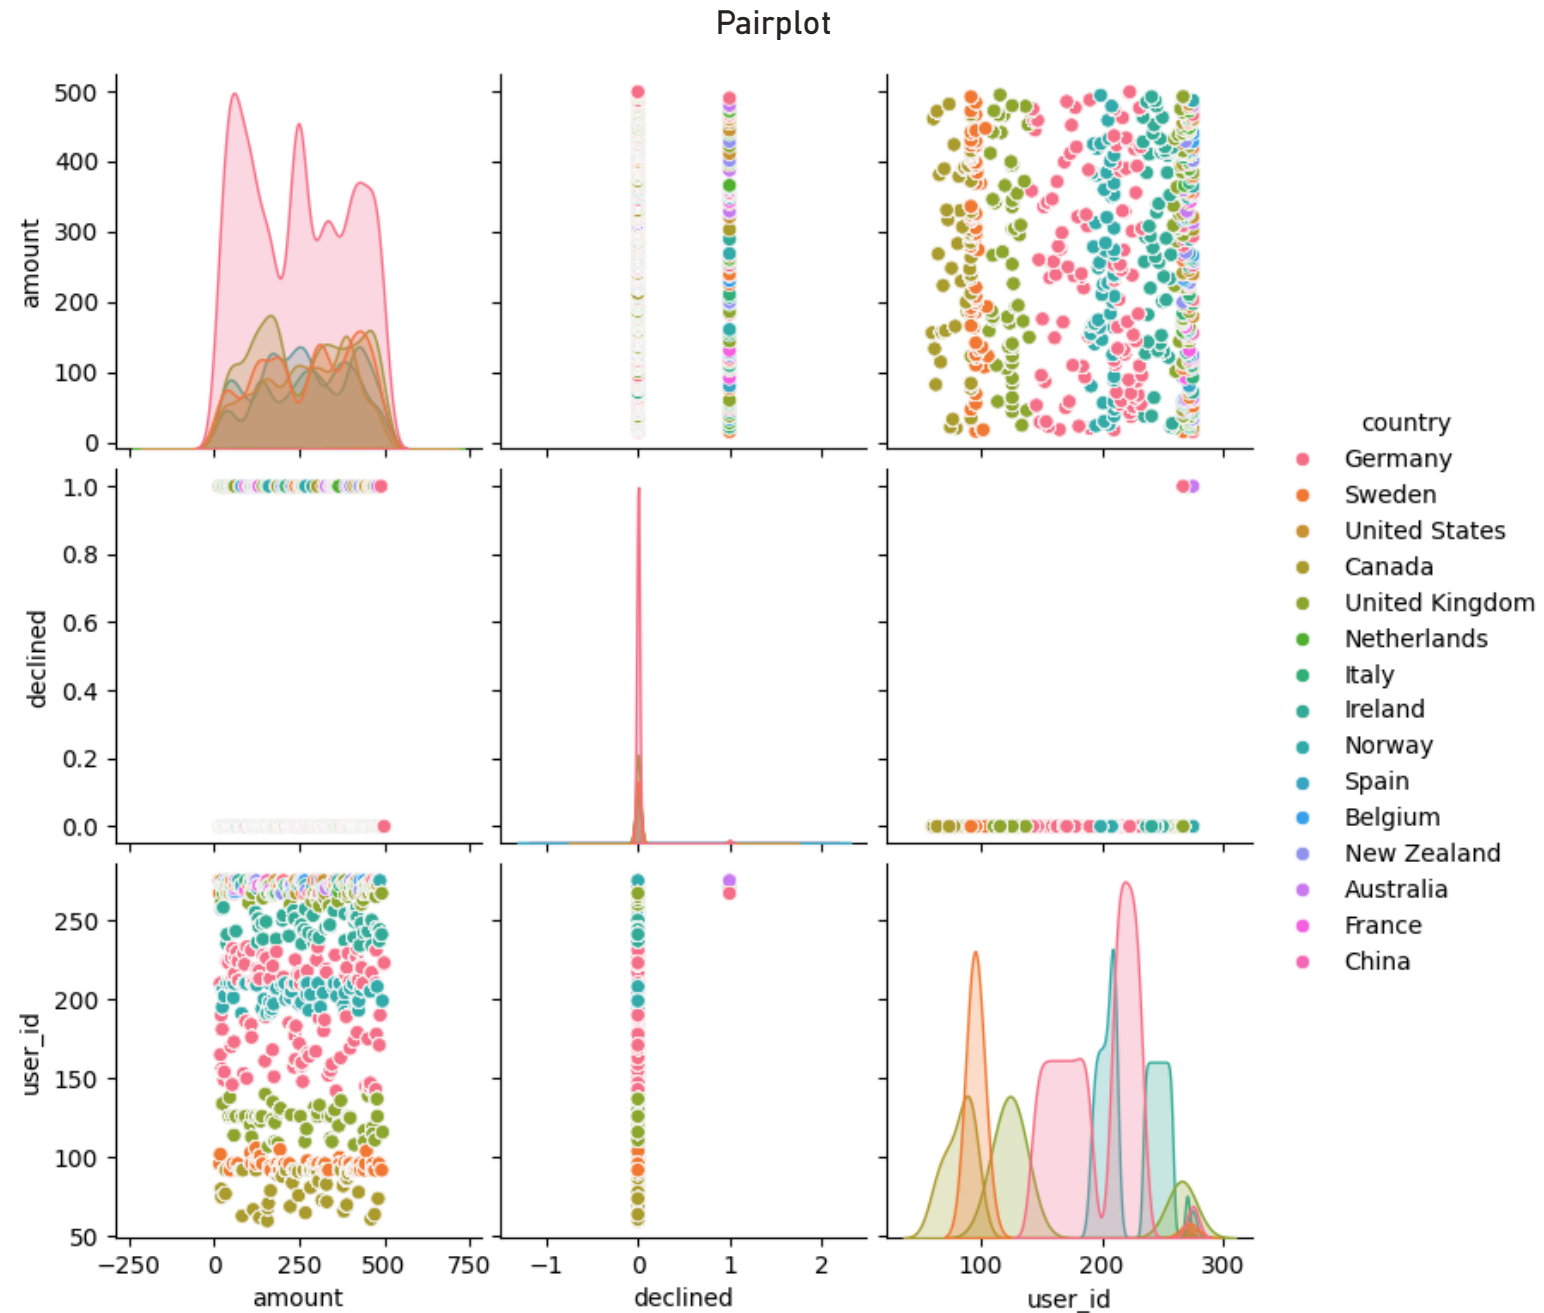 Pairplot
500
400
300
200
100
0
amount
1.0
0.8
0.6
0.4
0.2
0.0
declined
250
200
150
100
50
user_id
−250 0 250 500 750
amount
−1 0 1 2
declined
100 200 300
user_id
country
Germany
Sweden
United States
Canada
United Kingdom
Netherlands
Italy
Ireland
Norway
Spain
Belgium
New Zealand
Australia
France
China